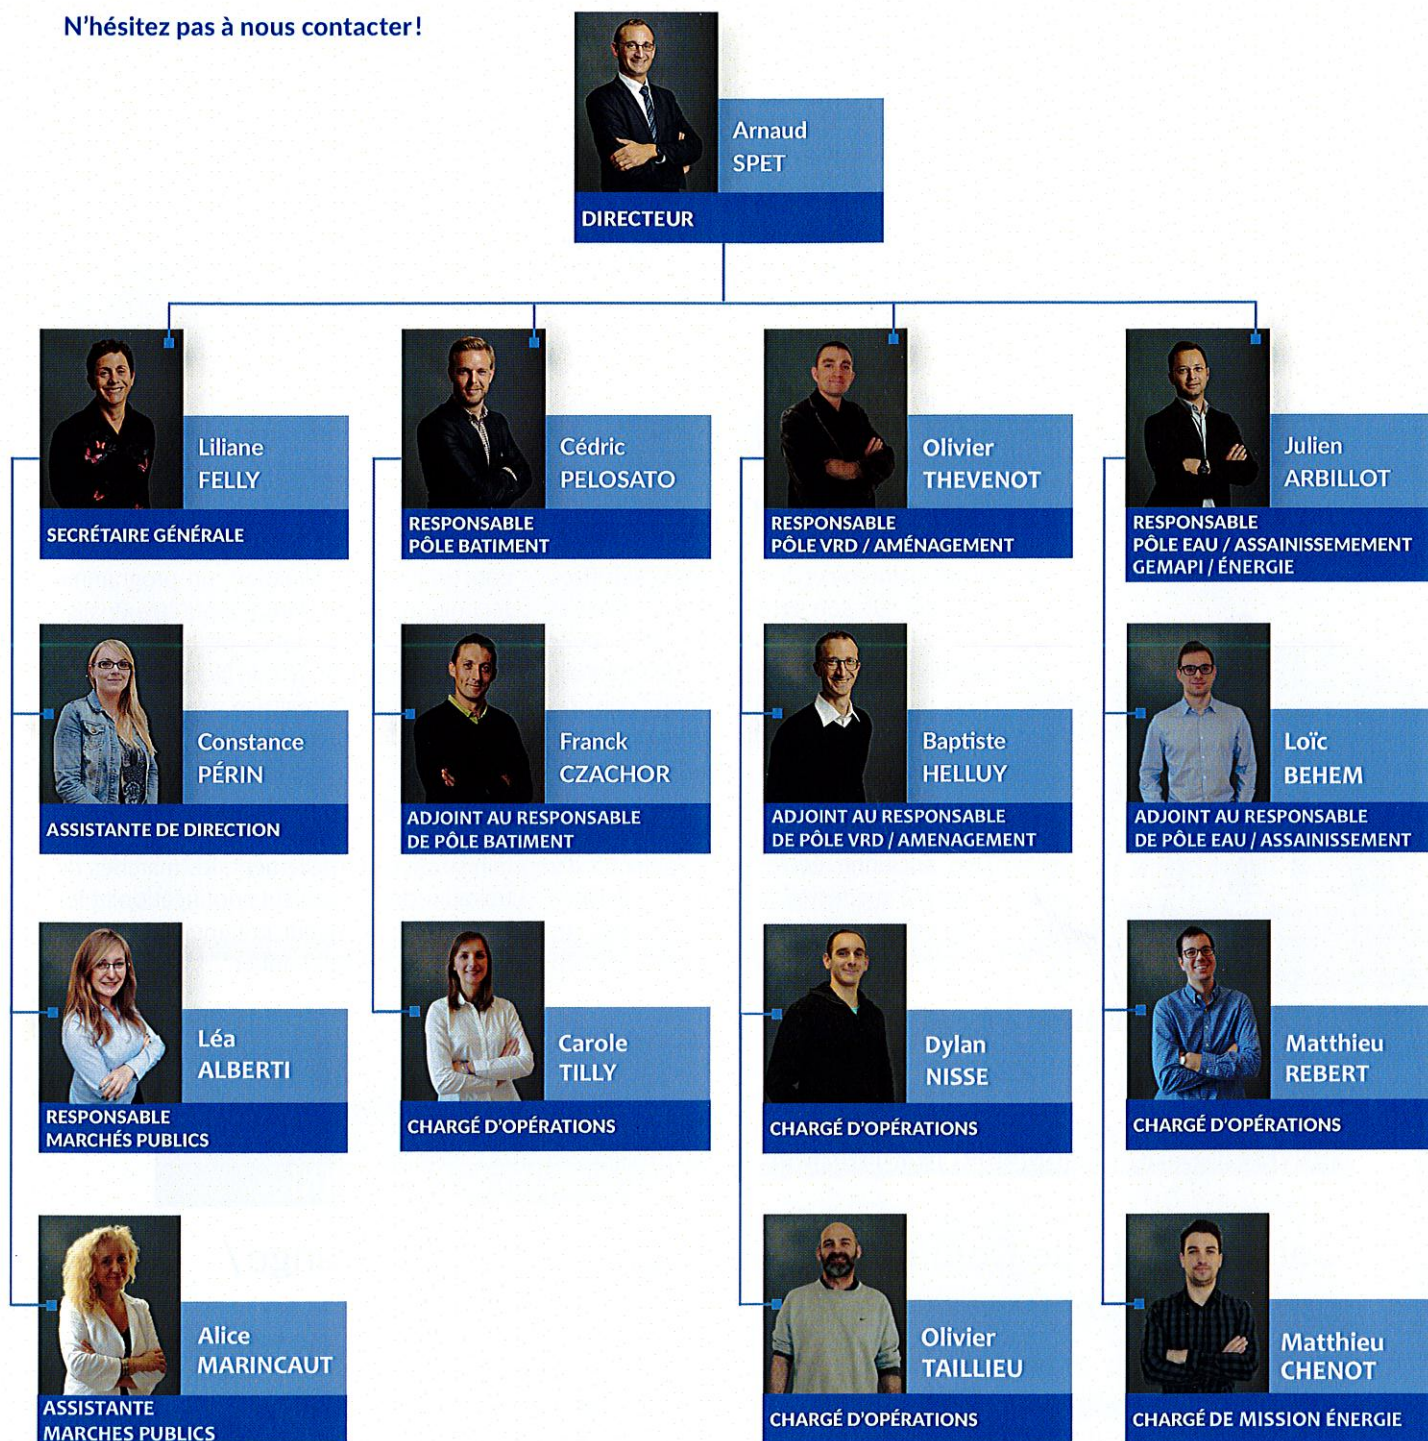 N'hésitez pas à nous contacter!
Arnaud
SPET
DIRECTEUR
Liliane
FELLY
SECRÉTAIRE GÉNÉRALE
Cédric
PELOSATO
RESPONSABLE
PÔLE BATIMENT
Olivier
THEVENOT
RESPONSABLE
PÔLE VRD / AMÉNAGEMENT
Julien
ARBILLOT
RESPONSABLE
PÔLE EAU / ASSAINISSEMEMENT
GEMAPI / ÉNERGIE
Constance
PÉRIN
ASSISTANTE DE DIRECTION
Franck
CZACHOR
ADJOINT AU RESPONSABLE
DE PÔLE BATIMENT
Baptiste
HELLUY
ADJOINT AU RESPONSABLE
DE PÔLE VRD / AMENAGEMENT
Loïc
BEHEM
ADJOINT AU RESPONSABLE
DE PÔLE EAU / ASSAINISSEMENT
Léa
ALBERTI
RESPONSABLE
MARCHÉS PUBLICS
Carole
TILLY
CHARGÉ D'OPÉRATIONS
Dylan
NISSE
CHARGÉ D'OPÉRATIONS
Matthieu
REBERT
CHARGÉ D'OPÉRATIONS
Alice
MARINCAUT
ASSISTANTE
MARCHES PUBLICS
Olivier
TAILLIEU
CHARGÉ D'OPÉRATIONS
Matthieu
CHENOT
CHARGÉ DE MISSION ÉNERGIE